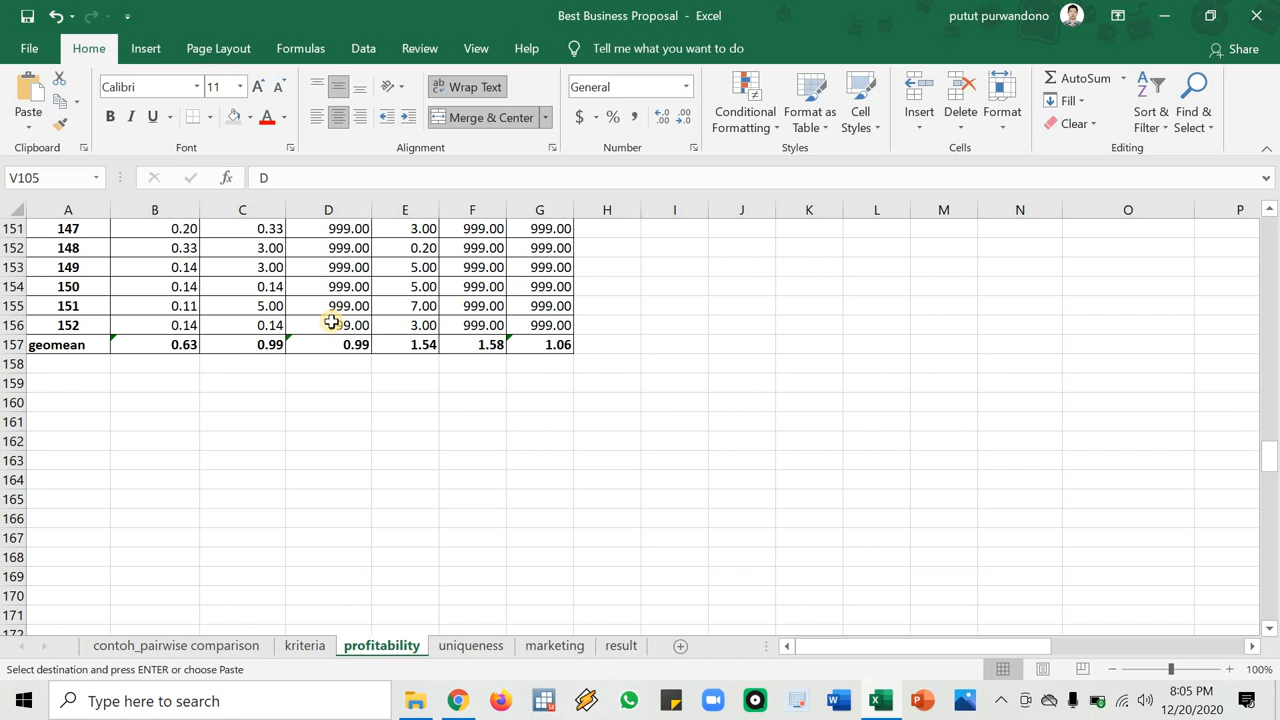 Best Business Proposal - Excel
putut purwandono
File Home Insert Page Layout Formulas Data Review View Help Tell me what you want to do Share
Paste
Clipboard
Calibri 11
B I U A
Font
Wrap Text
Merge & Center
Alignment
General
$ % ,
Number
Conditional Formatting
Format as Table
Cell Styles
Styles
Insert Delete Format
Cells
AutoSum
Fill
Clear
Sort & Filter
Find & Select
Editing
V105 fx D
A B C D E F G H I J K L M N O P
151 147 0.20 0.33 999.00 3.00 999.00 999.00
152 148 0.33 3.00 999.00 0.20 999.00 999.00
153 149 0.14 3.00 999.00 5.00 999.00 999.00
154 150 0.14 0.14 999.00 5.00 999.00 999.00
155 151 0.11 5.00 999.00 7.00 999.00 999.00
156 152 0.14 0.14 99.00 3.00 999.00 999.00
157 geomean 0.63 0.99 0.99 1.54 1.58 1.06
158
159
160
161
162
163
164
165
166
167
168
169
170
171
contoh_pairwise comparison kriteria profitability uniqueness marketing result
Select destination and press ENTER or choose Paste
100%
Type here to search
8:05 PM
12/20/2020